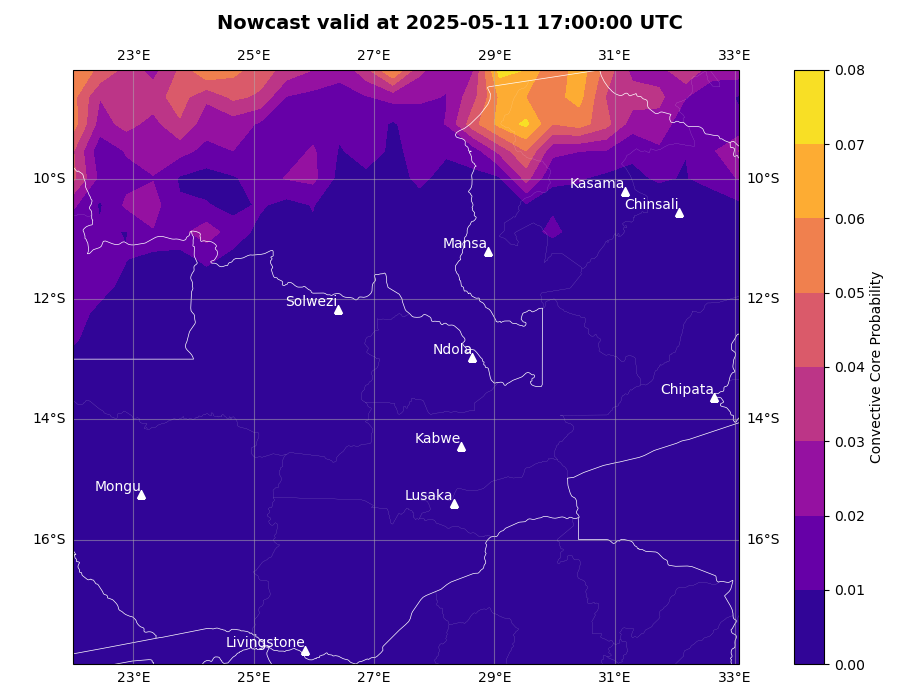 Nowcast valid at 2025-05-11 17:00:00 UTC
23°E 25°E 27°E 29°E 31°E 33°E
0.08
0.07
10°S Kasama 10°S
Chinsali
0.06
Mansa
0.05
12°S Solwezi 12°S
Ndola
0.04
Chipata
14°S 14°S
0.03
Kabwe
Mongu Lusaka
0.02
16°S 16°S
0.01
Livingstone
0.00
23°E 25°E 27°E 29°E 31°E 33°E
Convective Core Probability